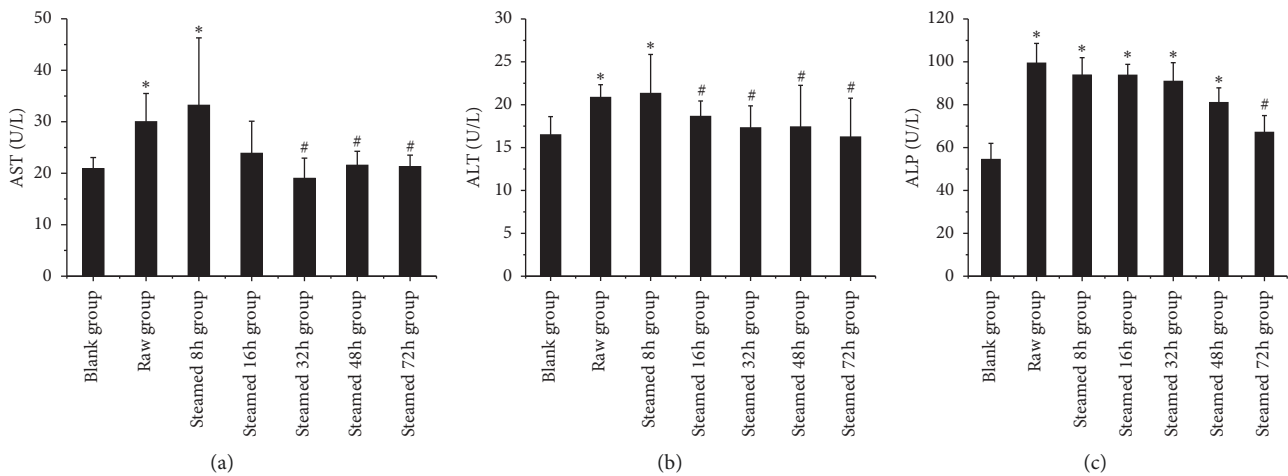 50
40
30
20
10
0
AST (U/L)
*
*
#
#
#
Blank group
Raw group
Steamed 8h group
Steamed 16h group
Steamed 32h group
Steamed 48h group
Steamed 72h group
(a)
30
25
20
15
10
5
0
ALT (U/L)
*
*
#
#
#
#
Blank group
Raw group
Steamed 8h group
Steamed 16h group
Steamed 32h group
Steamed 48h group
Steamed 72h group
(b)
120
100
80
60
40
20
0
ALP (U/L)
*
*
*
*
*
#
Blank group
Raw group
Steamed 8h group
Steamed 16h group
Steamed 32h group
Steamed 48h group
Steamed 72h group
(c)